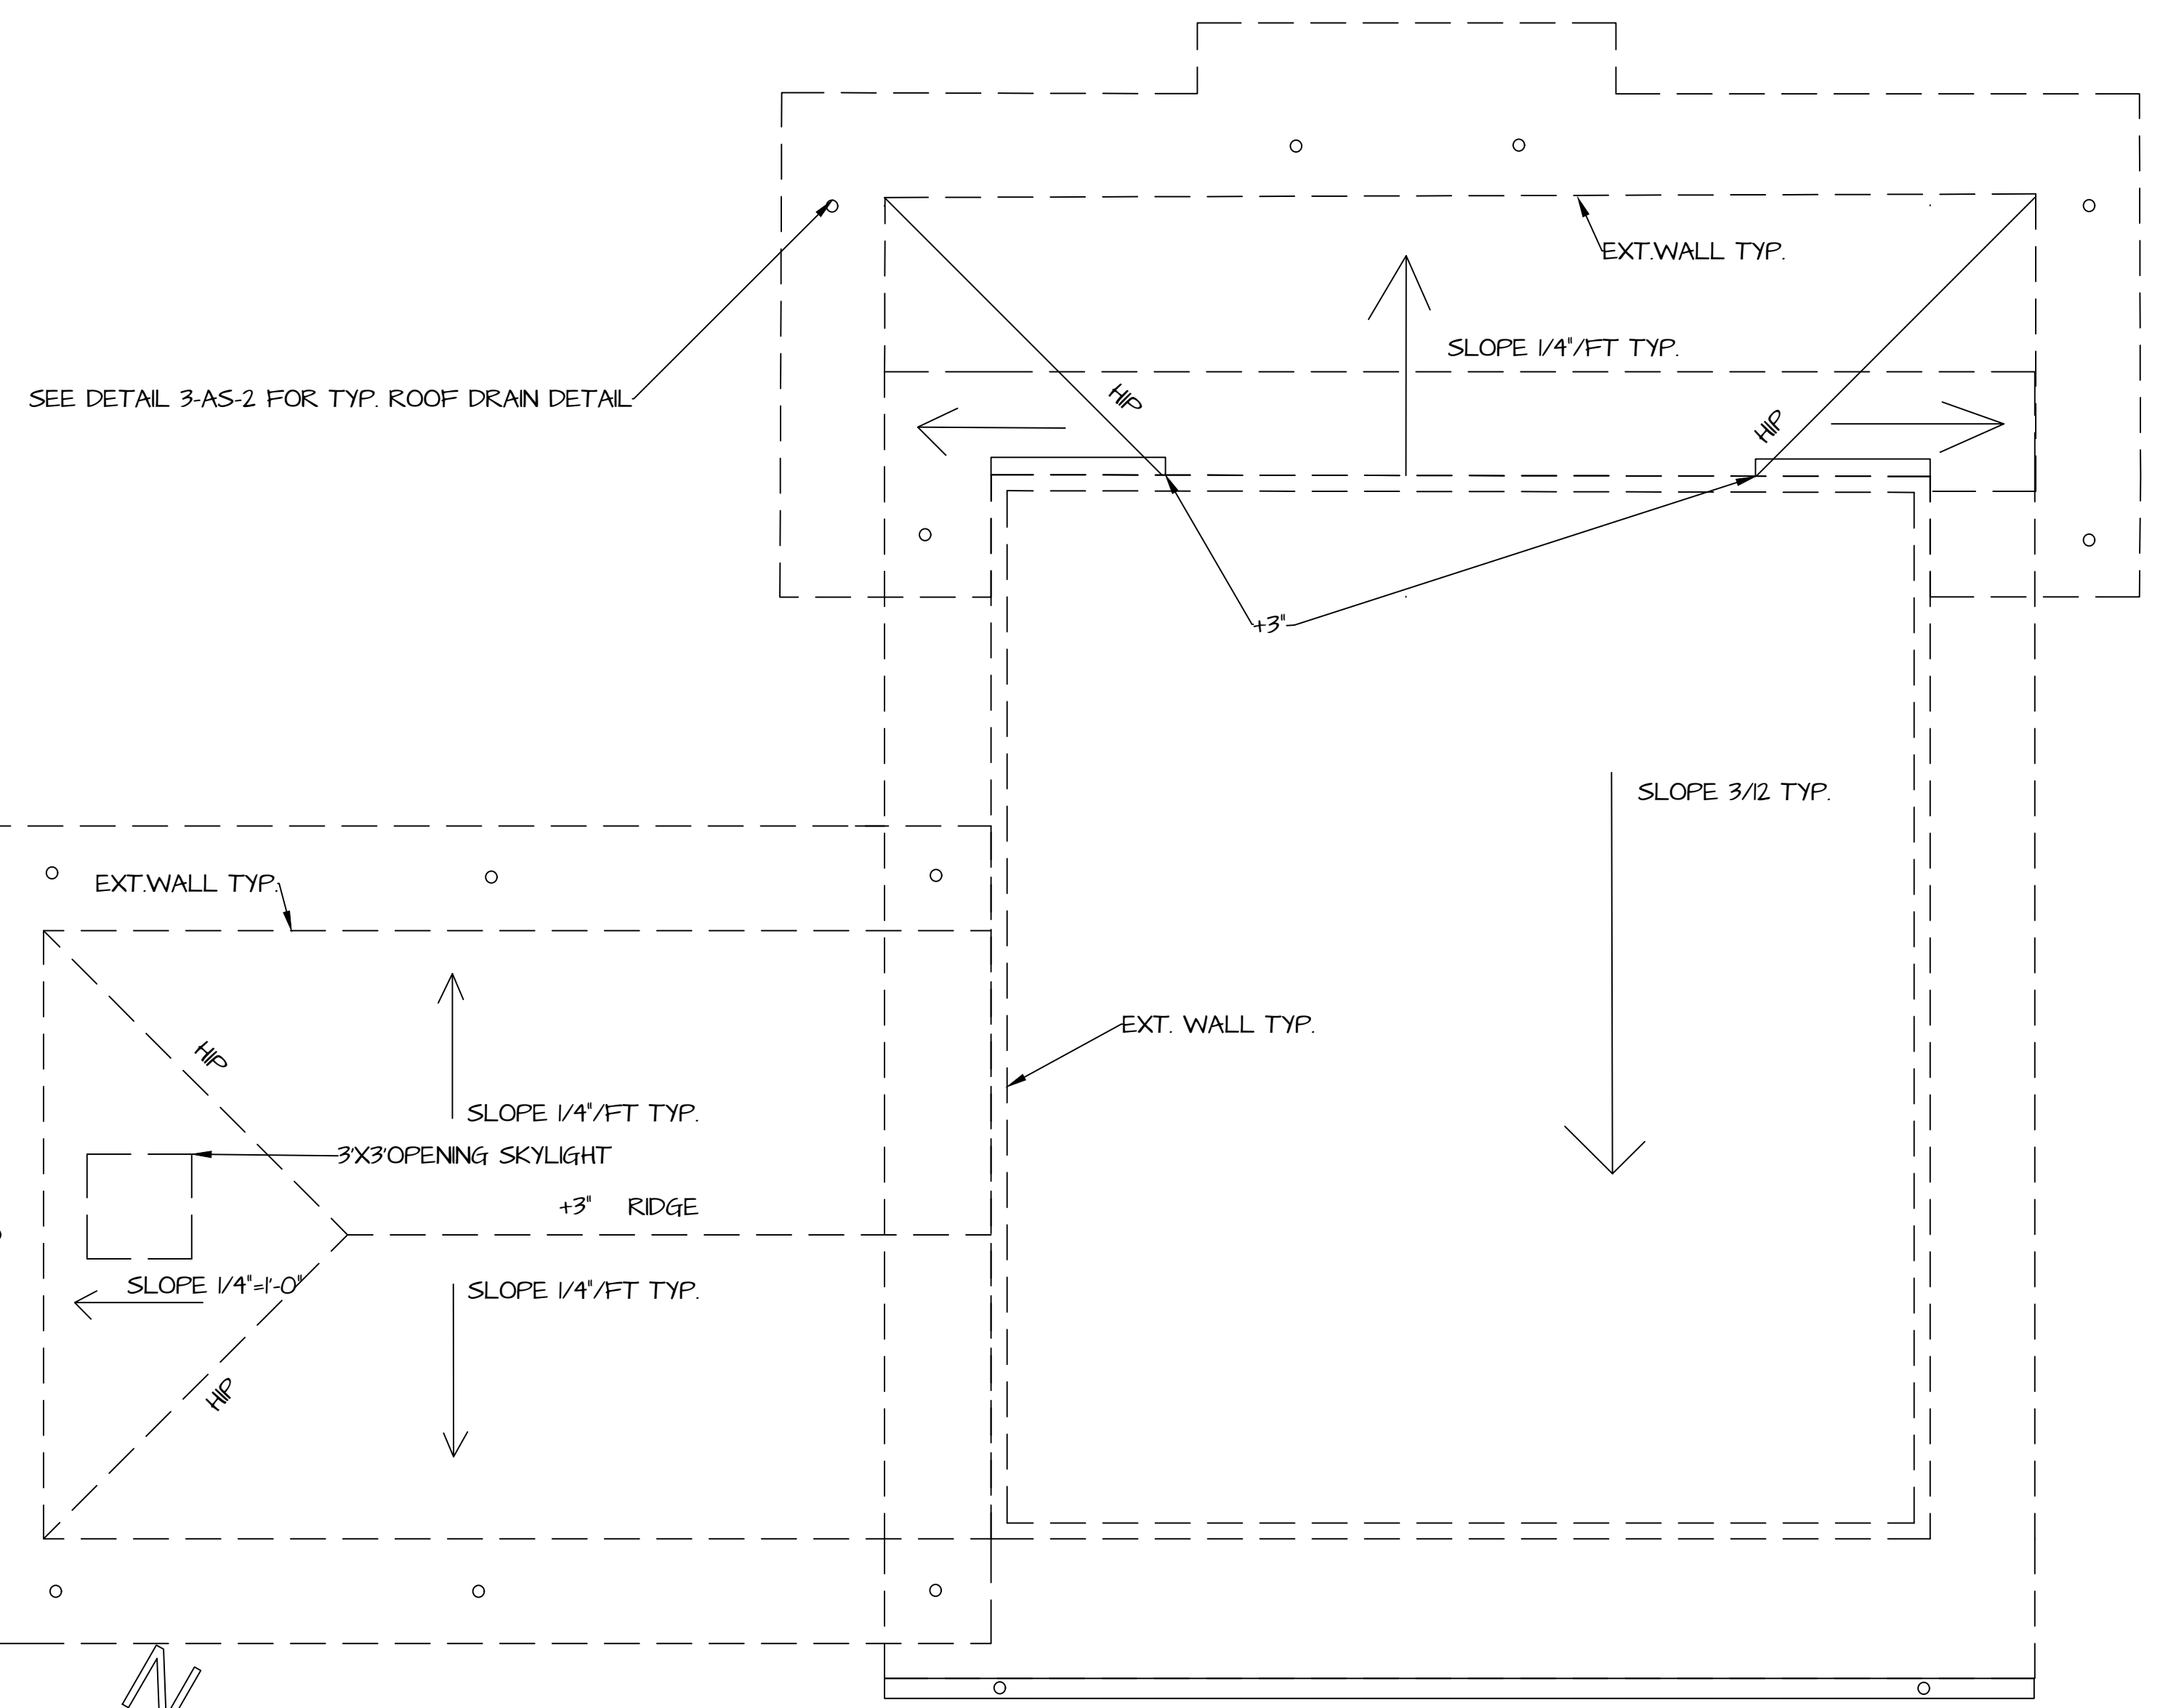 EXT.WALL TYP.
SLOPE 1/4"/FT TYP.
SEE DETAIL 3-AS-2 FOR TYP. ROOF DRAIN DETAIL
HIP
HIP
+3"
SLOPE 3/12 TYP.
EXT.WALL TYP.
EXT. WALL TYP.
HIP
SLOPE 1/4"/FT TYP.
3'X3'OPENING SKYLIGHT
+3" RIDGE
SLOPE 1/4"=1'-0"
SLOPE 1/4"/FT TYP.
HIP
N